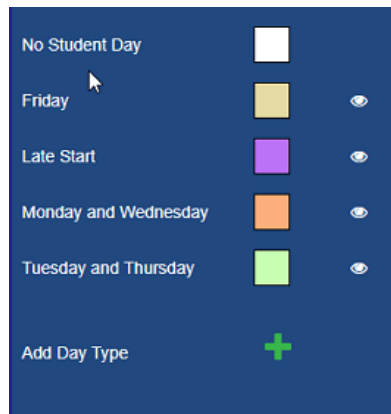 No Student Day
Friday
Late Start
Monday and Wednesday
Tuesday and Thursday
Add Day Type